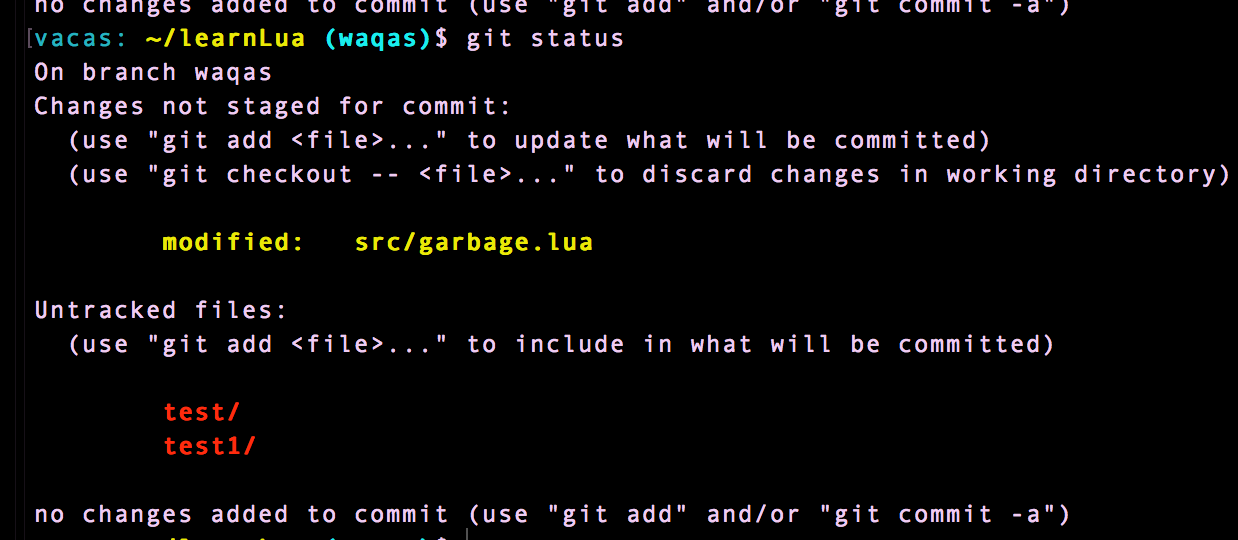 no changes added to commit (use "git add" and/or "git commit -a")
[vacas: ~/learnLua (waqas)$ git status
On branch waqas
Changes not staged for commit:
  (use "git add <file>..." to update what will be committed)
  (use "git checkout -- <file>..." to discard changes in working directory)
        modified:   src/garbage.lua
Untracked files:
  (use "git add <file>..." to include in what will be committed)
        test/
        test1/
no changes added to commit (use "git add" and/or "git commit -a")